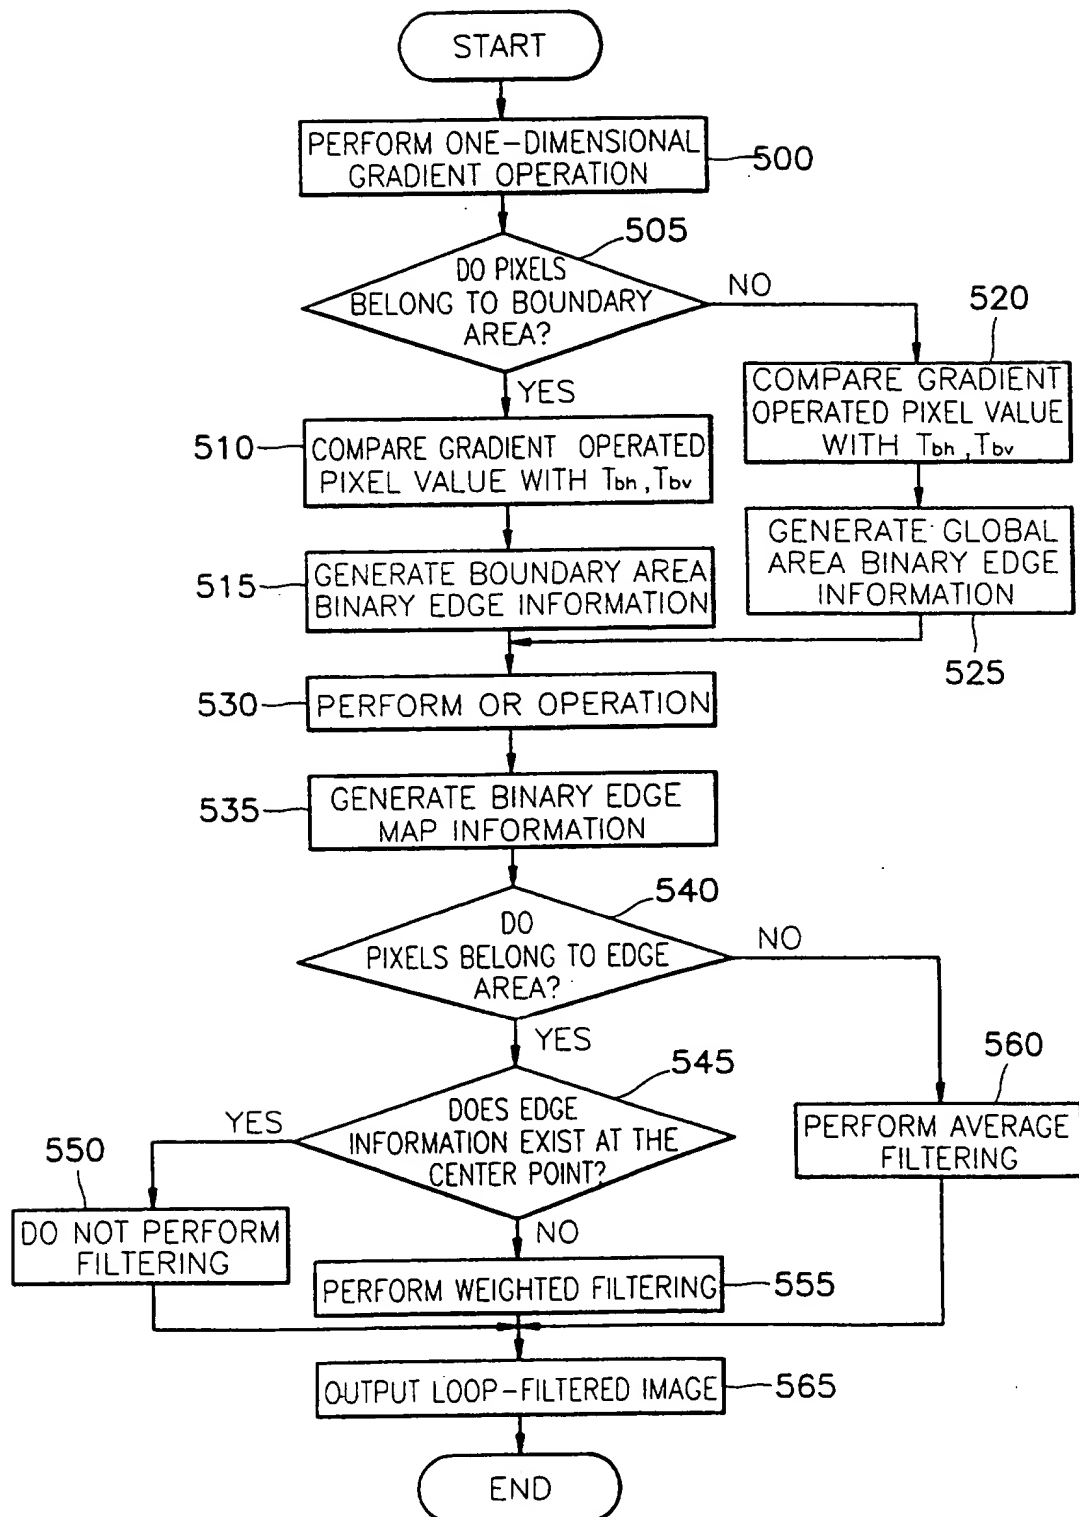 START
PERFORM ONE-DIMENSIONAL
GRADIENT OPERATION
500
505
DO PIXELS
BELONG TO BOUNDARY
AREA?
NO
520
YES
COMPARE GRADIENT
OPERATED PIXEL VALUE
WITH Tbh, Tbv
510
COMPARE GRADIENT OPERATED
PIXEL VALUE WITH Tbh, Tbv
GENERATE GLOBAL
AREA BINARY EDGE
INFORMATION
525
515
GENERATE BOUNDARY AREA
BINARY EDGE INFORMATION
530
PERFORM OR OPERATION
535
GENERATE BINARY EDGE
MAP INFORMATION
540
DO
PIXELS BELONG TO EDGE
AREA?
NO
YES
545
560
DOES EDGE
INFORMATION EXIST AT THE
CENTER POINT?
YES
PERFORM AVERAGE
FILTERING
550
DO NOT PERFORM
FILTERING
NO
PERFORM WEIGHTED FILTERING
555
OUTPUT LOOP-FILTERED IMAGE
565
END